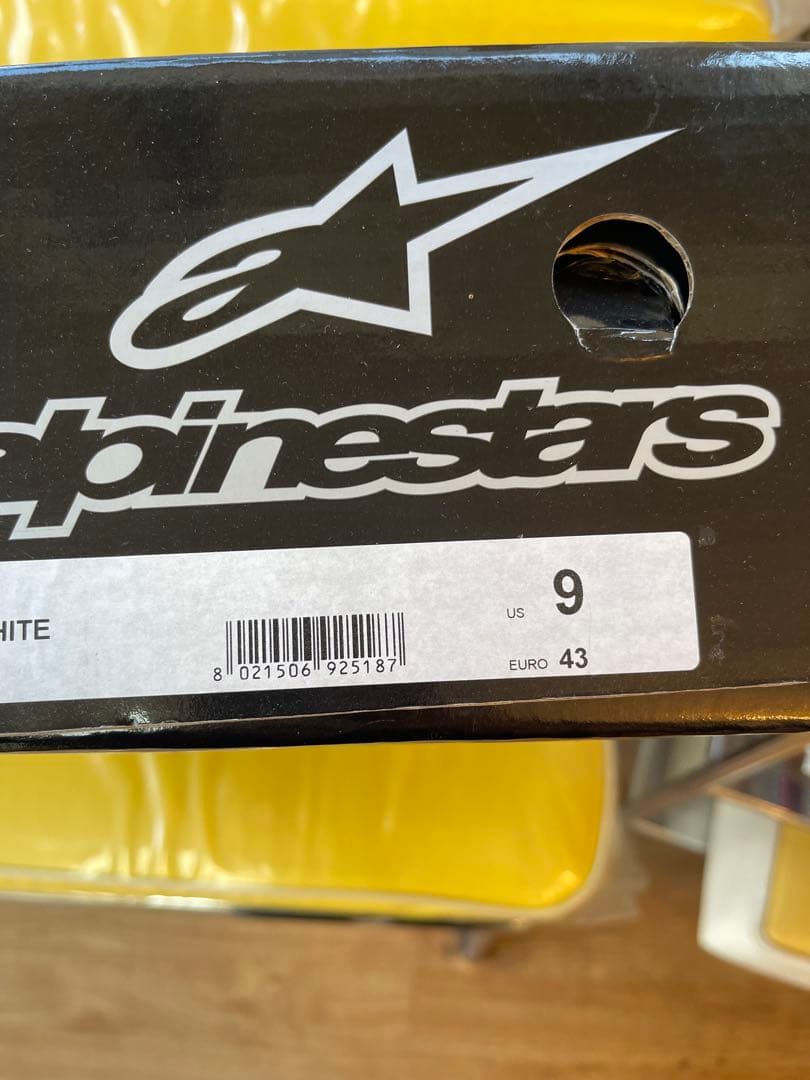 alpinestars
HITE
8 021506 925187
US 9
EURO 43